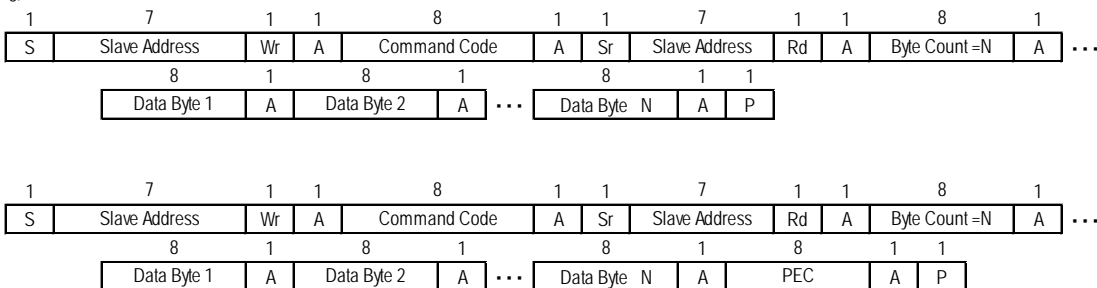 1 7 1 1 8 1 1 7 1 1 8 1
S Slave Address Wr A Command Code A Sr Slave Address Rd A Byte Count =N A ...
8 1 8 1 8 1 1
Data Byte 1 A Data Byte 2 A ... Data Byte N A P
1 7 1 1 8 1 1 7 1 1 8 1
S Slave Address Wr A Command Code A Sr Slave Address Rd A Byte Count =N A ...
8 1 8 1 8 1 8 1 1
Data Byte 1 A Data Byte 2 A ... Data Byte N A PEC A P